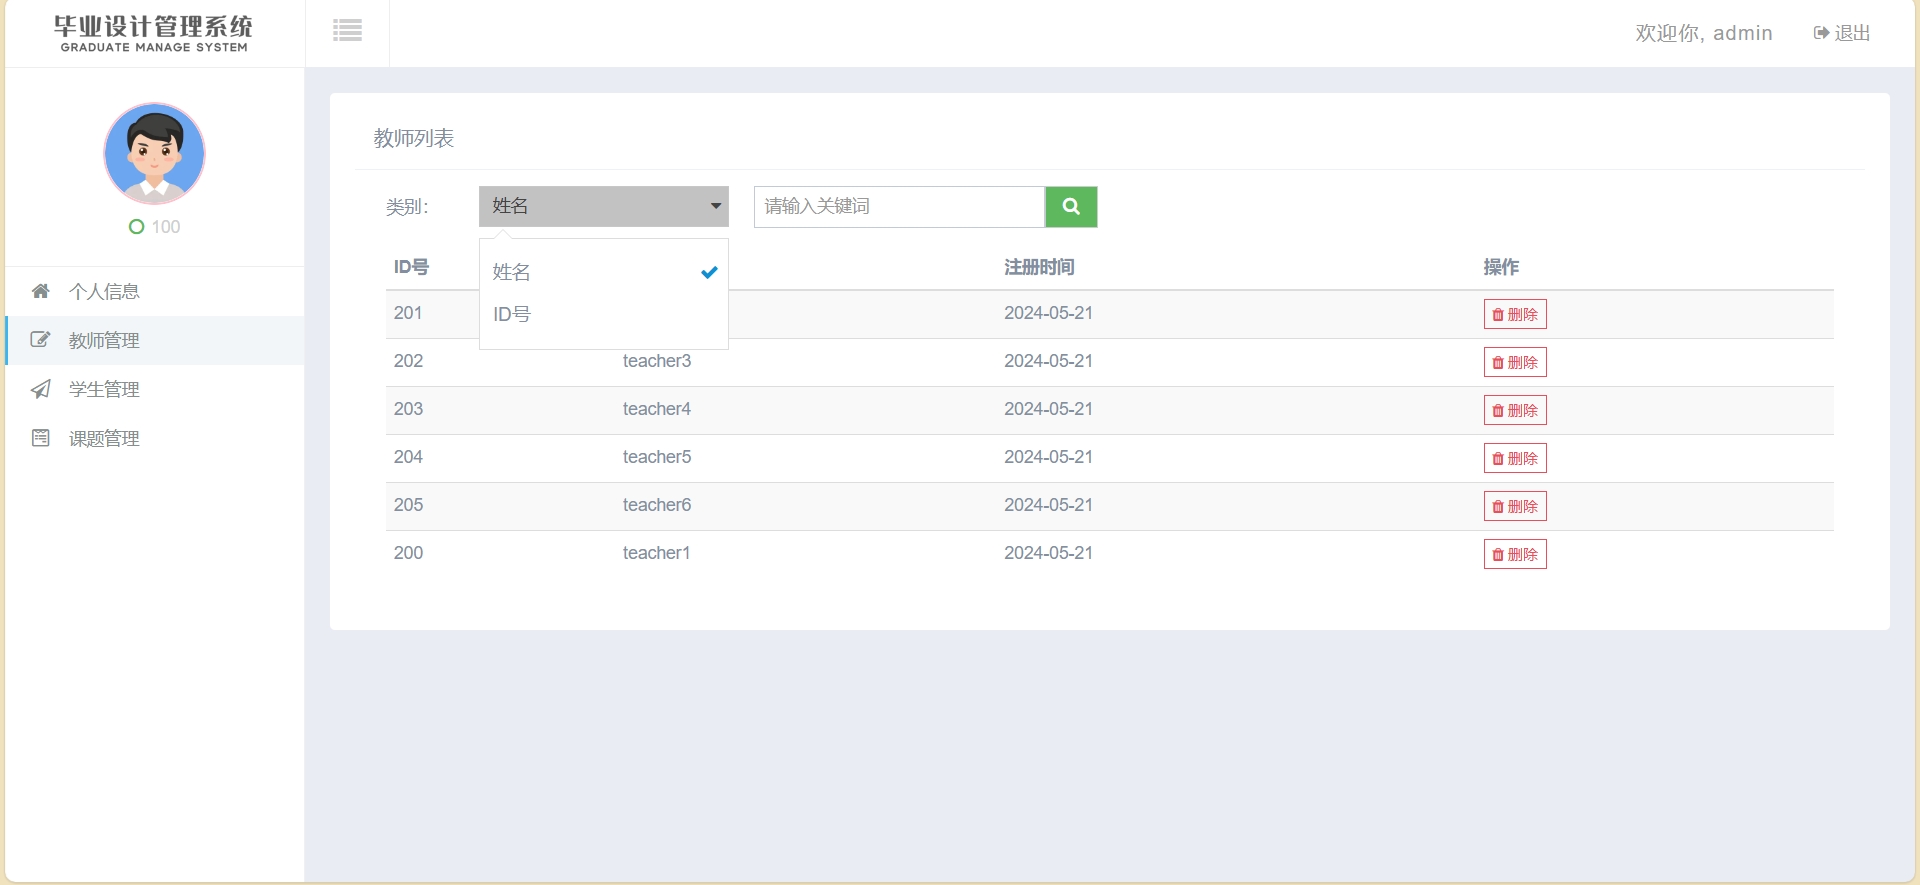 毕业设计管理系统
GRADUATE MANAGE SYSTEM
欢迎你, admin
退出
100
个人信息
教师管理
学生管理
课题管理
教师列表
类别:
姓名
请输入关键词
姓名
ID号
ID号 注册时间 操作
201 2024-05-21 删除
202 teacher3 2024-05-21 删除
203 teacher4 2024-05-21 删除
204 teacher5 2024-05-21 删除
205 teacher6 2024-05-21 删除
200 teacher1 2024-05-21 删除